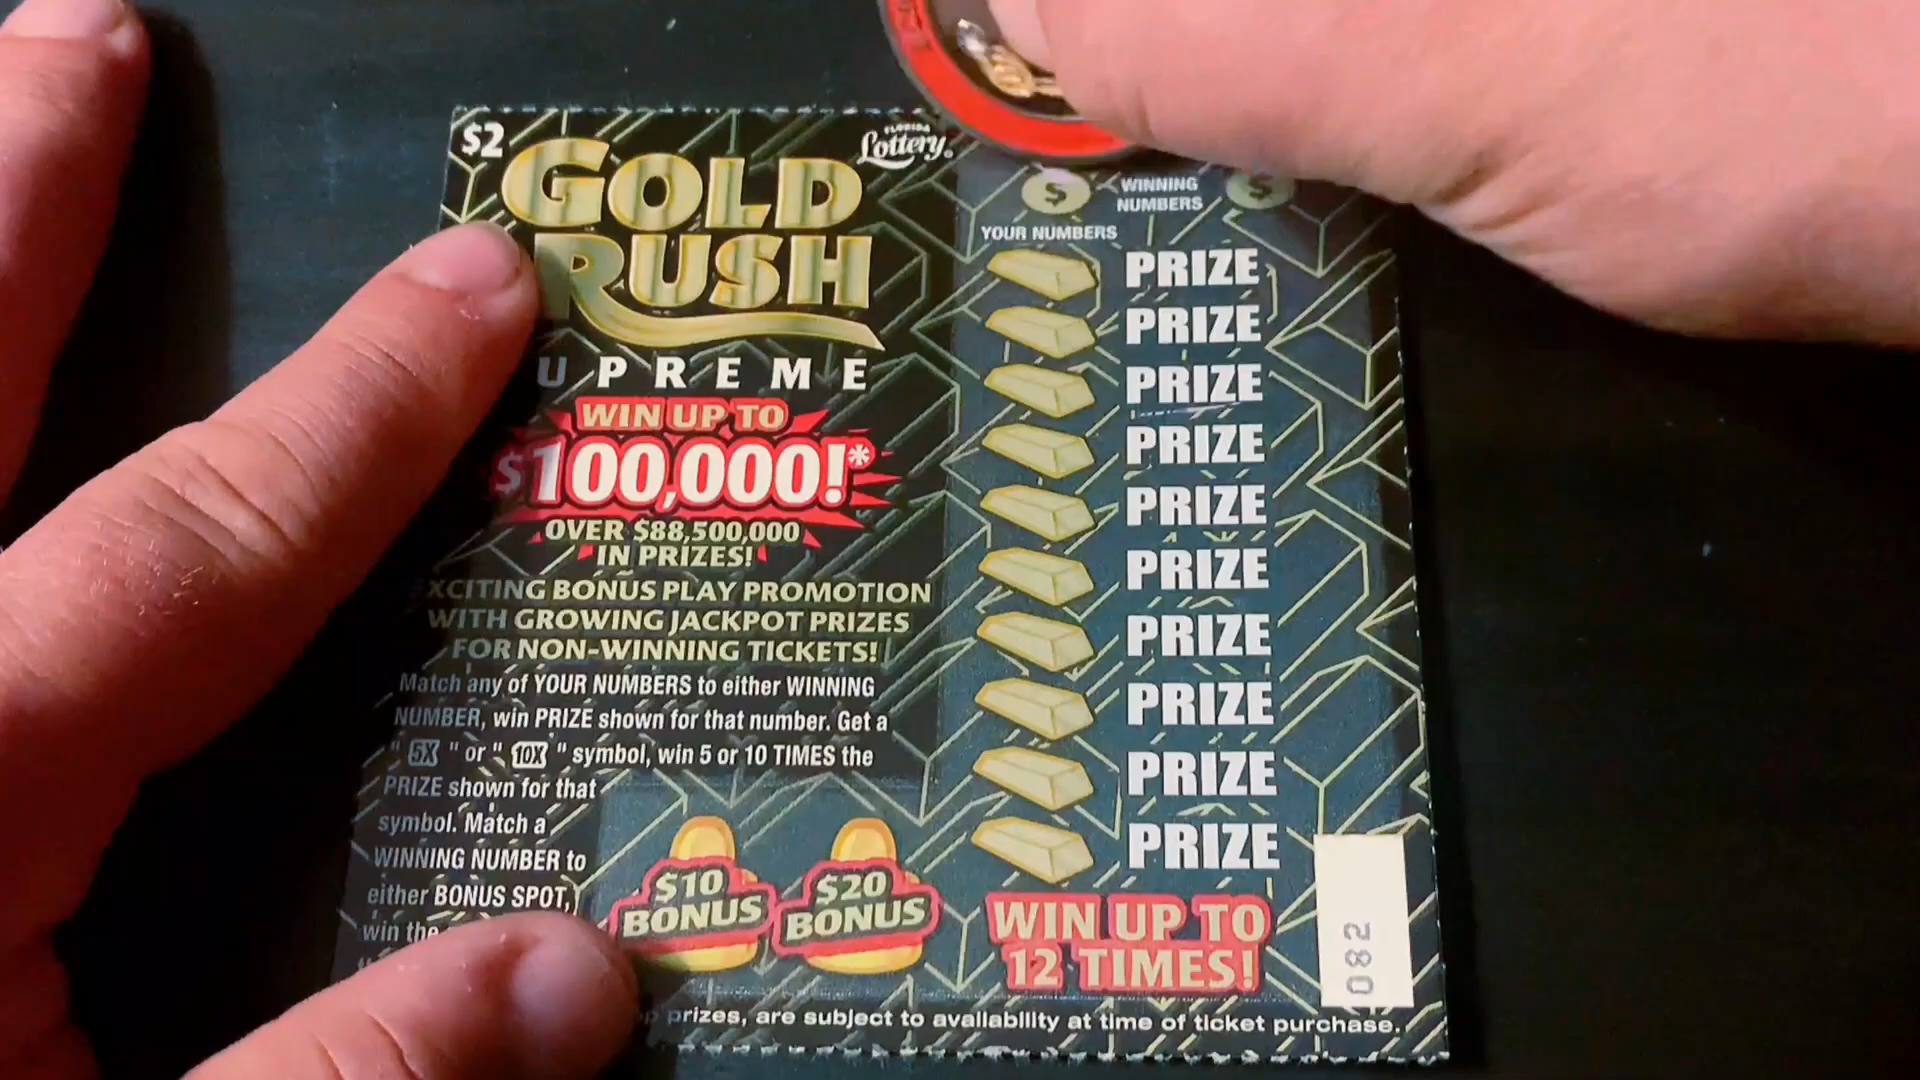 $2
FLORIDA
Lottery
GOLD
RUSH
UPREME
WIN UP TO
$100,000!*
OVER $88,500,000
IN PRIZES!
XCITING BONUS PLAY PROMOTION
WITH GROWING JACKPOT PRIZES
FOR NON-WINNING TICKETS!
Match any of YOUR NUMBERS to either WINNING
NUMBER, win PRIZE shown for that number. Get a
"5X" or "10X" symbol, win 5 or 10 TIMES the
PRIZE shown for that
symbol. Match a
WINNING NUMBER to
either BONUS SPOT,
win the
$10
BONUS
$20
BONUS
$ WINNING $
NUMBERS
YOUR NUMBERS
PRIZE
PRIZE
PRIZE
PRIZE
PRIZE
PRIZE
PRIZE
PRIZE
PRIZE
PRIZE
WIN UP TO
12 TIMES!
082
prizes, are subject to availability at time of ticket purchase.